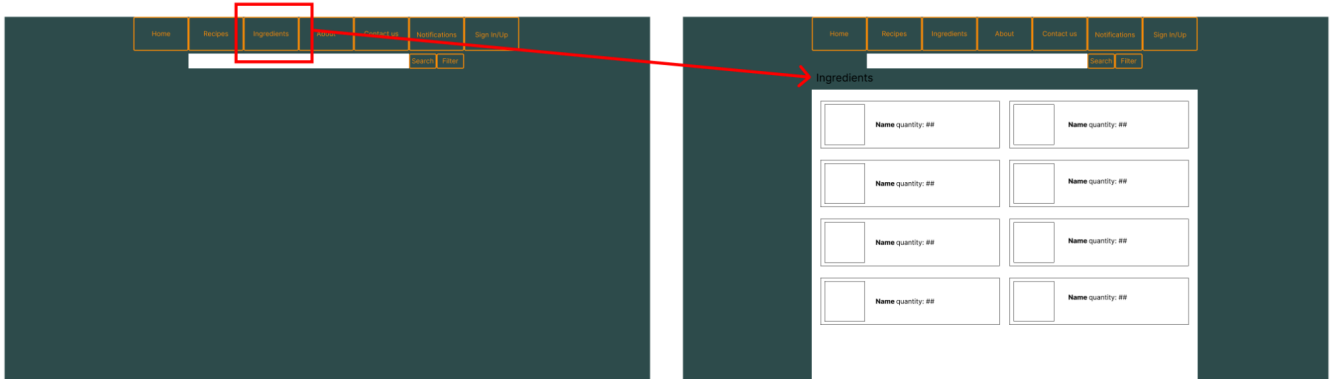 Home Recipes Ingredients About Contact us Notifications Sign In/Up
Search Filter
Home Recipes Ingredients About Contact us Notifications Sign In/Up
Search Filter
Ingredients
Name quantity: ## Name quantity: ##
Name quantity: ## Name quantity: ##
Name quantity: ## Name quantity: ##
Name quantity: ## Name quantity: ##